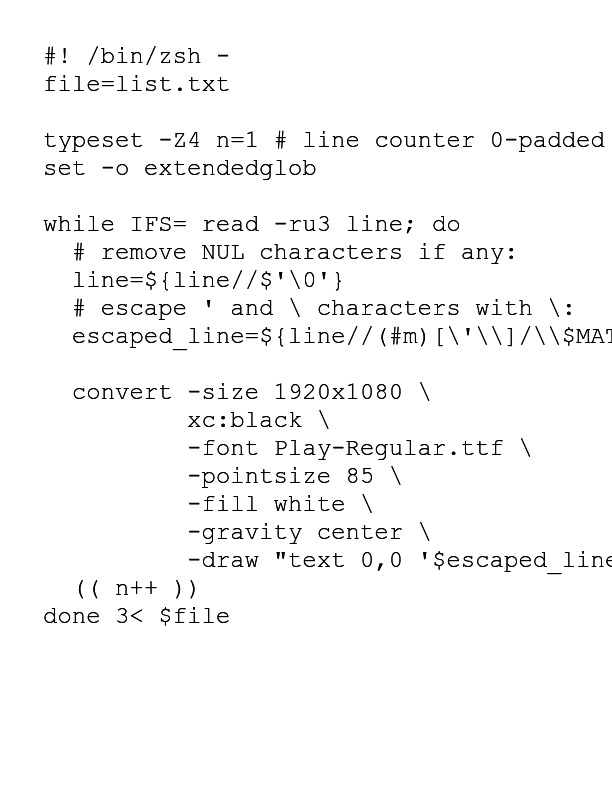 #! /bin/zsh -
file=list.txt
typeset -Z4 n=1 # line counter 0-padded
set -o extendedglob
while IFS= read -ru3 line; do
# remove NUL characters if any:
line=${line//$'\0'}
# escape ' and \ characters with \:
escaped_line=${line//(#m)[\'\\]/\\$MAT
convert -size 1920x1080 \
xc:black \
-font Play-Regular.ttf \
-pointsize 85 \
-fill white \
-gravity center \
-draw "text 0,0 '$escaped_line
(( n++ ))
done 3< $file